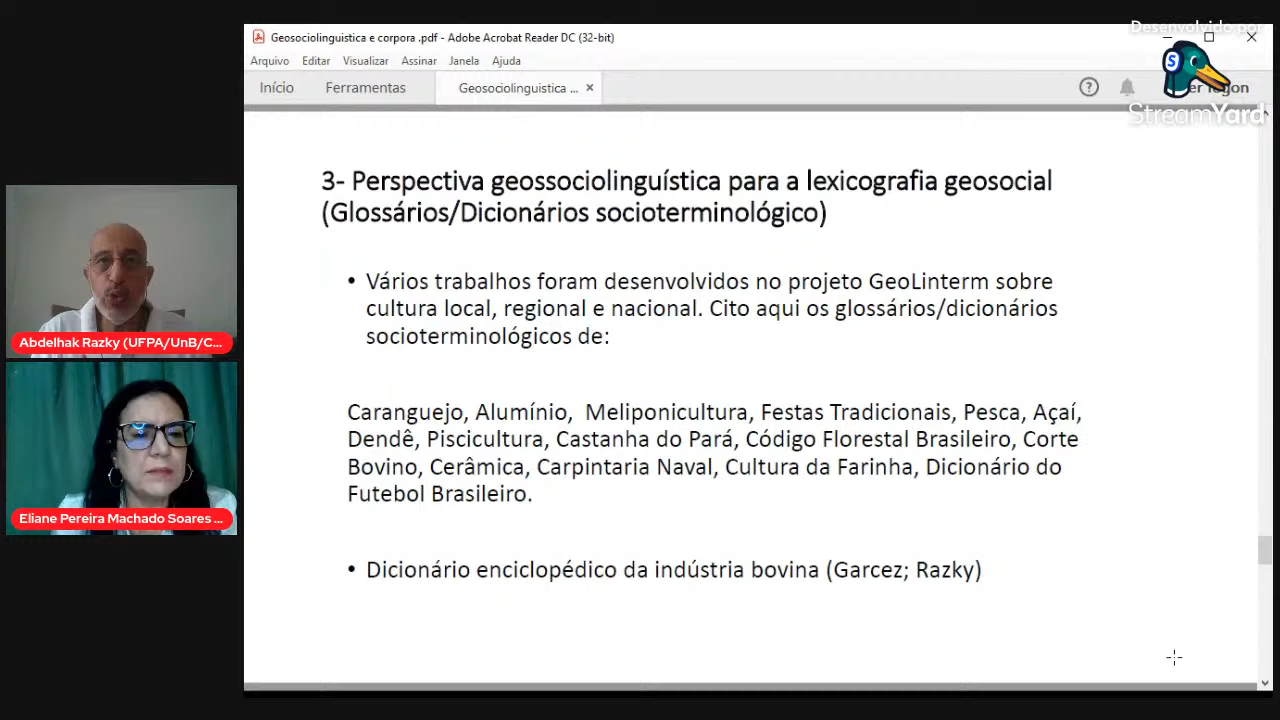 Desenvolvido por
Geosociolinguistica e corpora .pdf - Adobe Acrobat Reader DC (32-bit)
Arquivo Editar Visualizar Assinar Janela Ajuda
Início Ferramentas Geosociolinguistica ... ×
StreamYard
3- Perspectiva geossociolinguística para a lexicografia geosocial
(Glossários/Dicionários socioterminológico)
• Vários trabalhos foram desenvolvidos no projeto GeoLinterm sobre
cultura local, regional e nacional. Cito aqui os glossários/dicionários
socioterminológicos de:
Caranguejo, Alumínio, Meliponicultura, Festas Tradicionais, Pesca, Açaí,
Dendê, Piscicultura, Castanha do Pará, Código Florestal Brasileiro, Corte
Bovino, Cerâmica, Carpintaria Naval, Cultura da Farinha, Dicionário do
Futebol Brasileiro.
• Dicionário enciclopédico da indústria bovina (Garcez; Razky)
Abdelhak Razky (UFPA/UnB/C...
Eliane Pereira Machado Soares ...